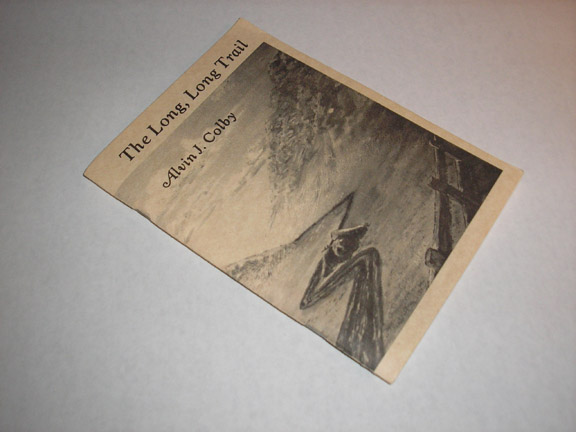 The Long, Long Trail
Alvin J. Colby